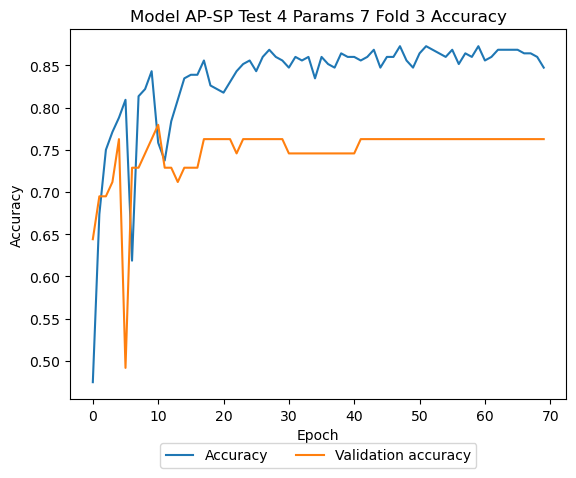 Model AP-SP Test 4 Params 7 Fold 3 Accuracy
Accuracy
0.85
0.80
0.75
0.70
0.65
0.60
0.55
0.50
0 10 20 30 40 50 60 70
Epoch
Accuracy Validation accuracy